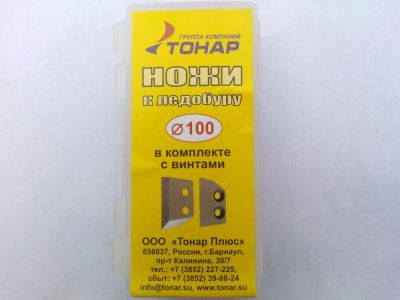 ГРУППА КОМПАНИЙ
ТОНАР
НОЖИ
к ледобуру
⌀100
в комплекте
с винтами
ООО «Тонар Плюс»
656037, Россия, г.Барнаул,
пр-т Калинина, 30/7
тел.: +7 (3852) 227-225,
сбыт: +7 (3852) 39-88-24
info@tonar.su, www.tonar.su